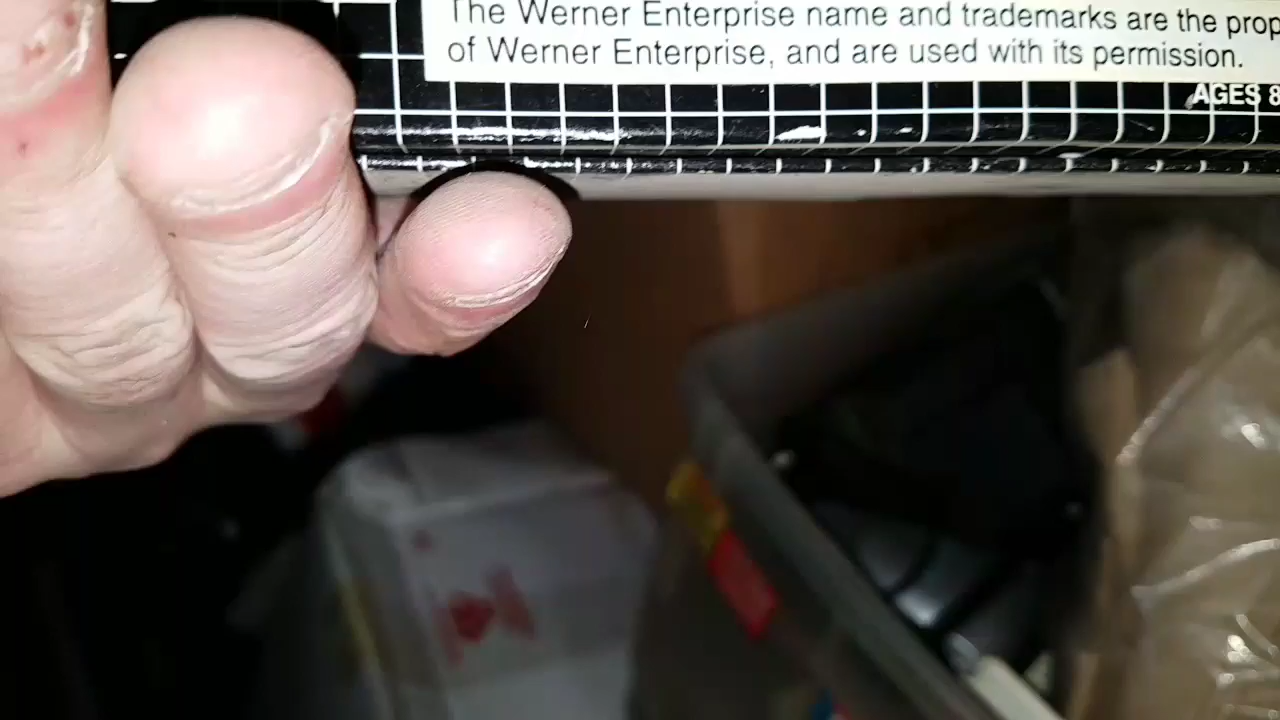 The Werner Enterprise name and trademarks are the prop
of Werner Enterprise, and are used with its permission.
AGES 8